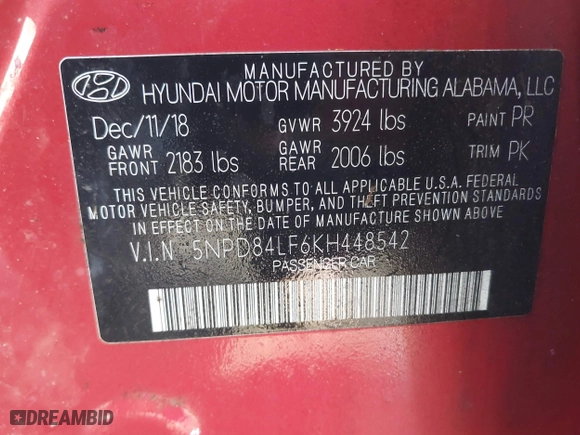 MANUFACTURED BY
HYUNDAI MOTOR MANUFACTURING ALABAMA, LLC
Dec/11/18 GVWR 3924 lbs PAINT PR
GAWR FRONT 2183 lbs GAWR REAR 2006 lbs TRIM PK
THIS VEHICLE CONFORMS TO ALL APPLICABLE U.S.A. FEDERAL
MOTOR VEHICLE SAFETY, BUMPER, AND THEFT PREVENTION
STANDARDS IN EFFECT ON THE DATE OF MANUFACTURE SHOWN ABOVE.
V.I.N 5NPD84LF6KH448542
PASSENGER CAR
DREAMBID